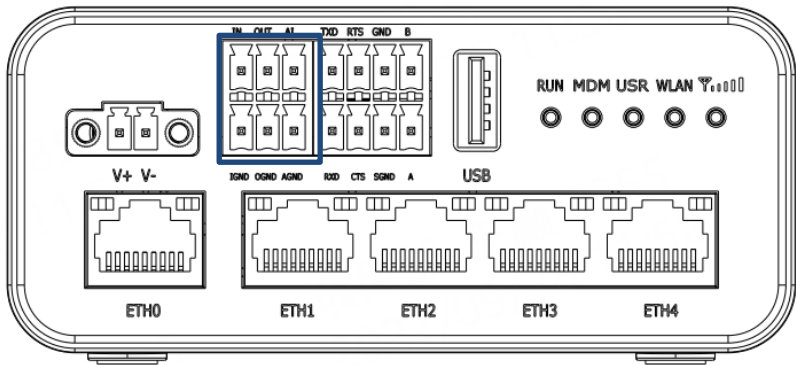 IN OUT AI TXD RTS GND B
RUN MDM USR WLAN
V+ V-
IGND OGND AGND RXD CTS SGND A
USB
ETH0 ETH1 ETH2 ETH3 ETH4